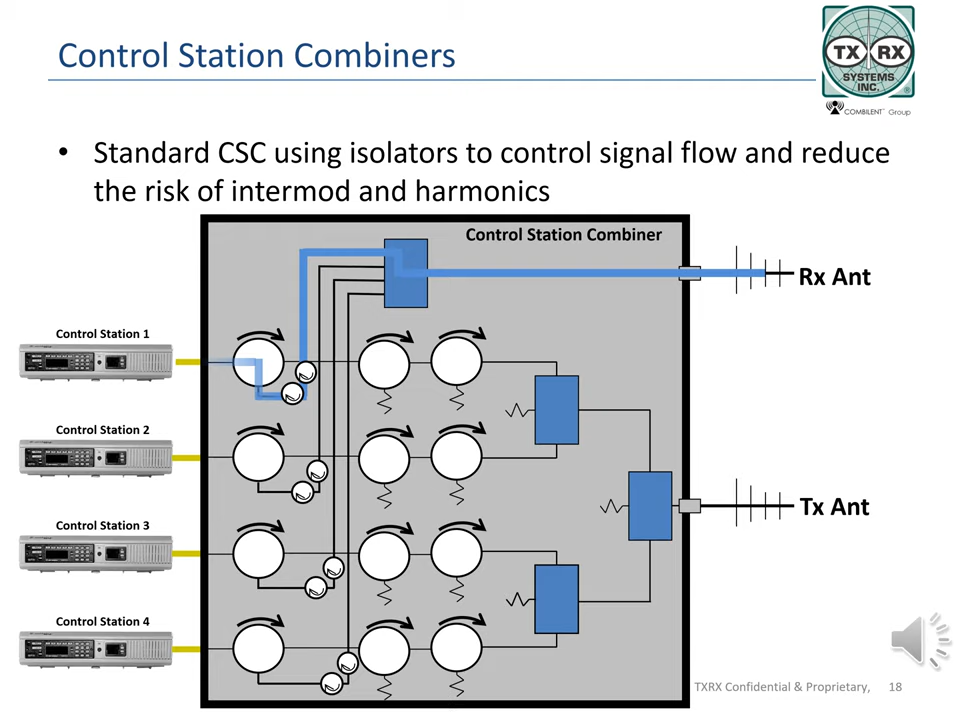 Control Station Combiners
TX RX
SYSTEMS
INC.
®
COMBILENT™ Group
• Standard CSC using isolators to control signal flow and reduce
the risk of intermod and harmonics
Control Station Combiner
Rx Ant
Control Station 1
Control Station 2
Tx Ant
Control Station 3
Control Station 4
TXRX Confidential & Proprietary, 18